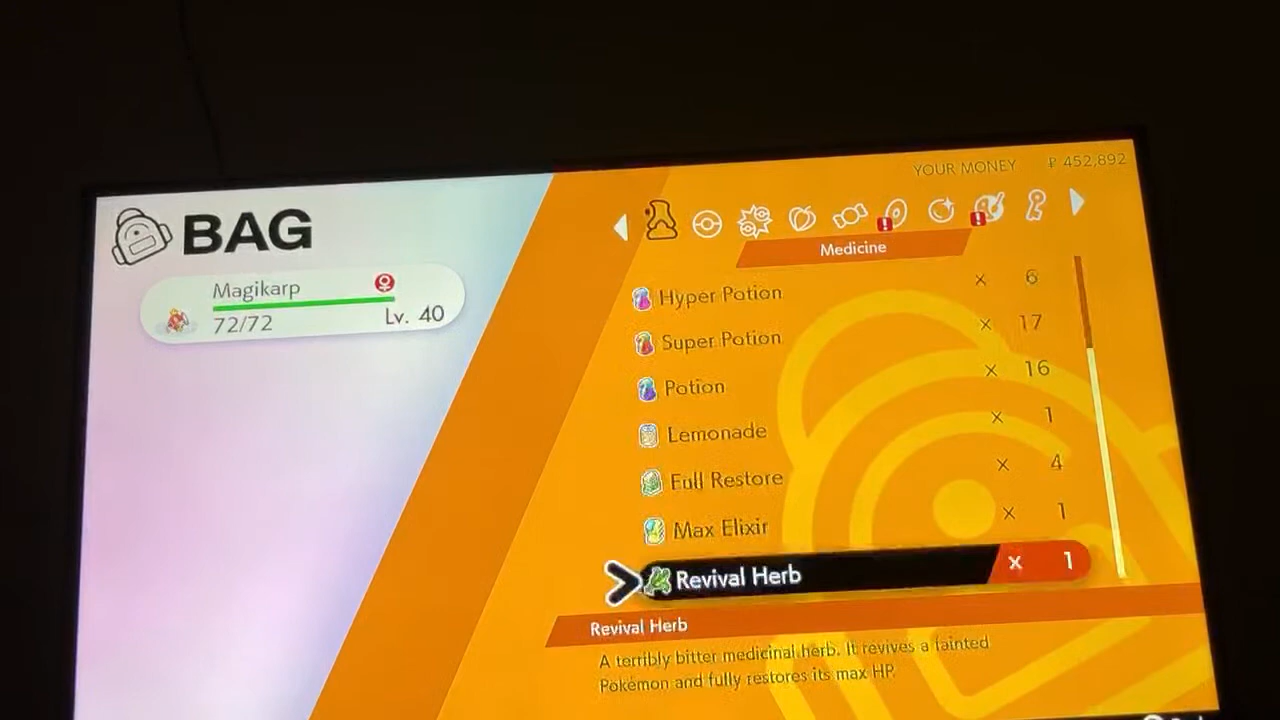 YOUR MONEY ₽ 452,892
BAG
Medicine
Magikarp
72/72 Lv. 40
Hyper Potion × 6
Super Potion × 17
Potion × 16
Lemonade × 1
Full Restore × 4
Max Elixir × 1
Revival Herb × 1
Revival Herb
A terribly bitter medicinal herb. It revives a fainted
Pokémon and fully restores its max HP.